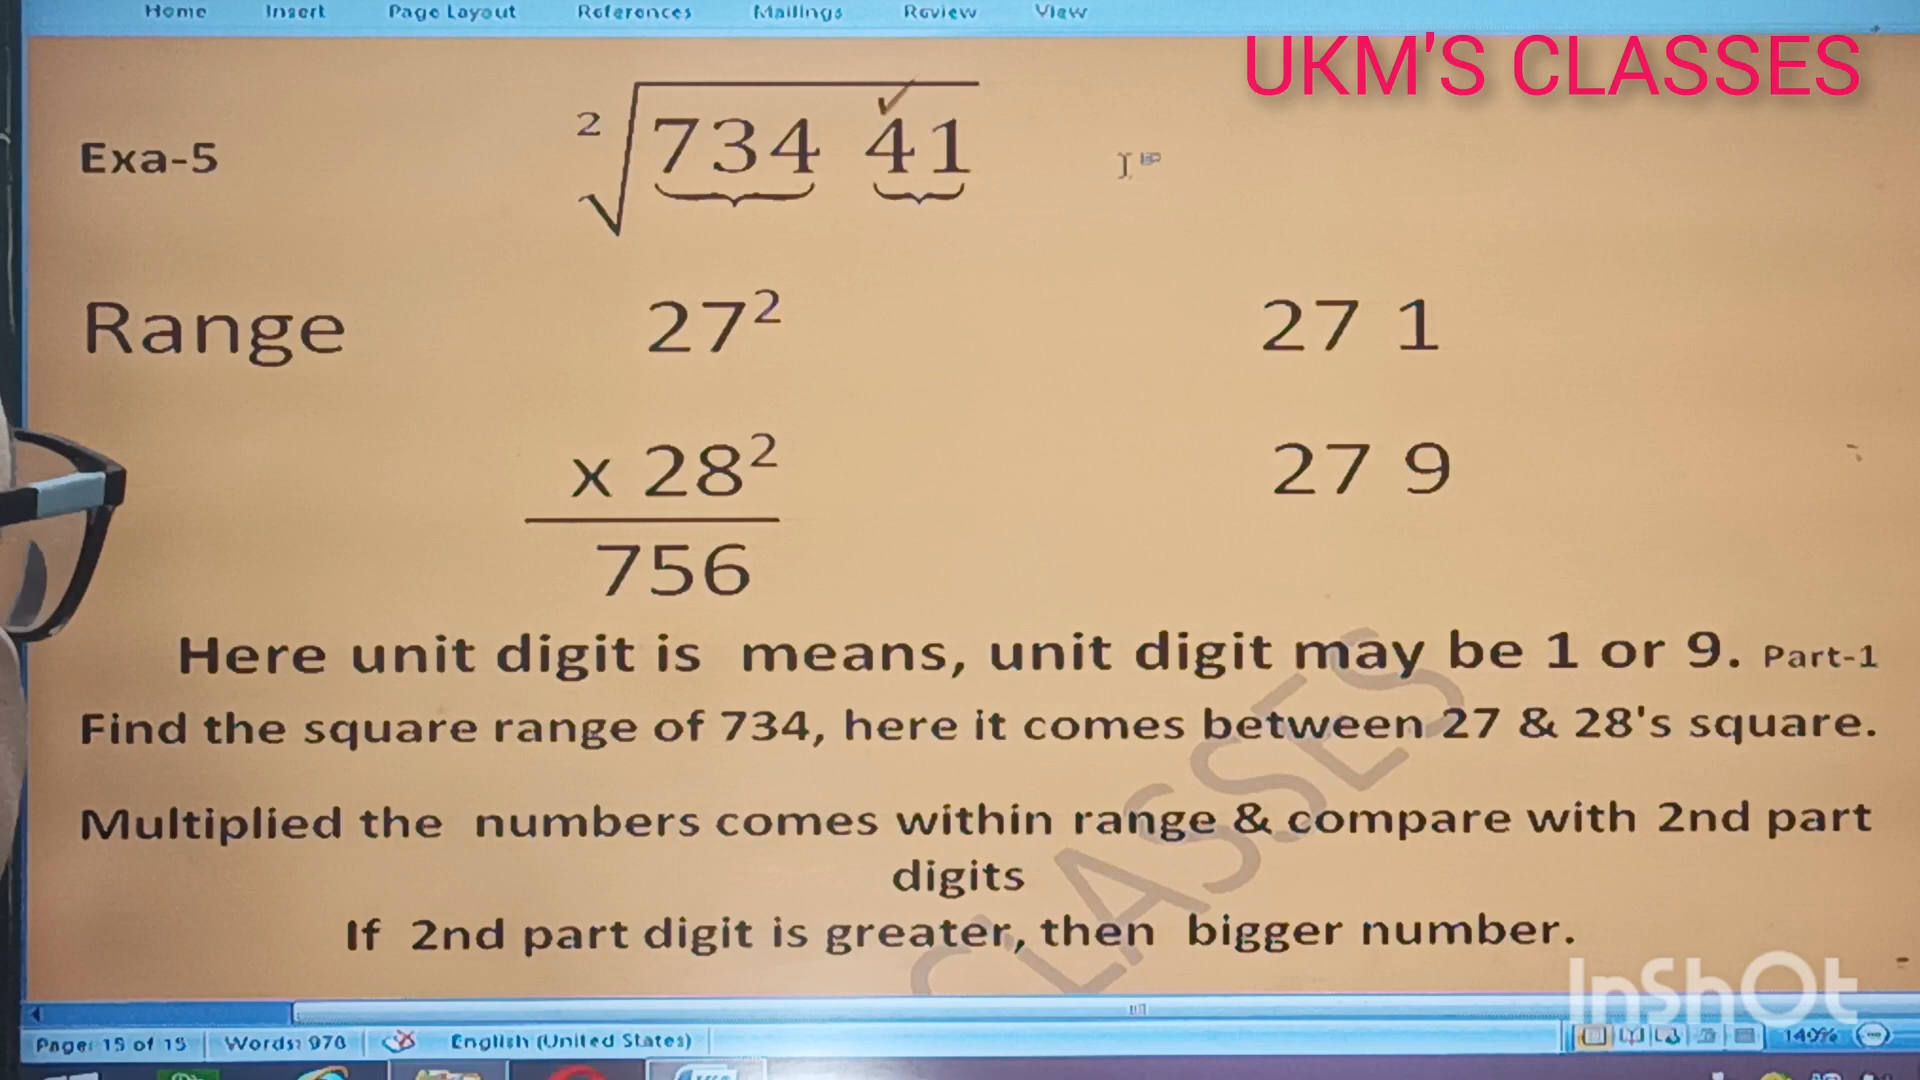 Home Insert Page Layout References Mailings Review View
UKM'S CLASSES
Exa-5 2√734 41
Range 27² 27 1
x 28² 27 9
756
Here unit digit is means, unit digit may be 1 or 9. Part-1
Find the square range of 734, here it comes between 27 & 28's square.
Multiplied the numbers comes within range & compare with 2nd part
digits
If 2nd part digit is greater, then bigger number.
CLASSES
InShOt
Page: 15 of 15 Words: 976 English (United States) 140%